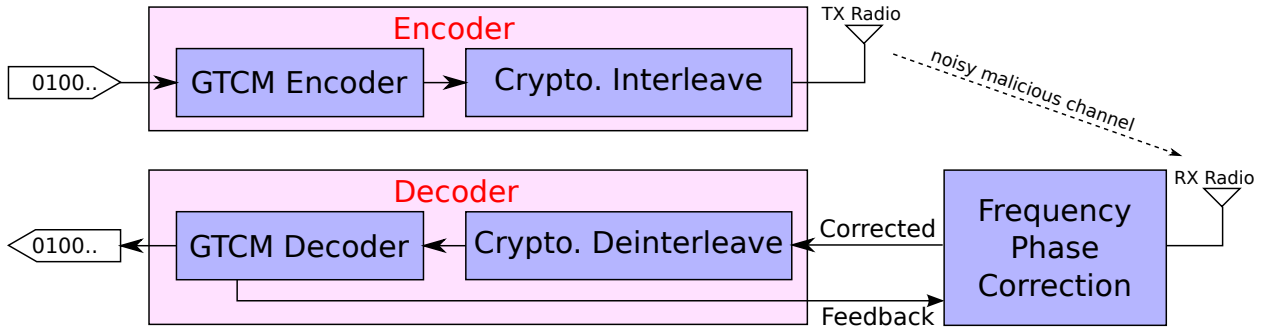 TX Radio
Encoder
0100..
GTCM Encoder
Crypto. Interleave
noisy malicious channel
RX Radio
Decoder
0100..
GTCM Decoder
Crypto. Deinterleave
Corrected
Frequency
Phase
Correction
Feedback